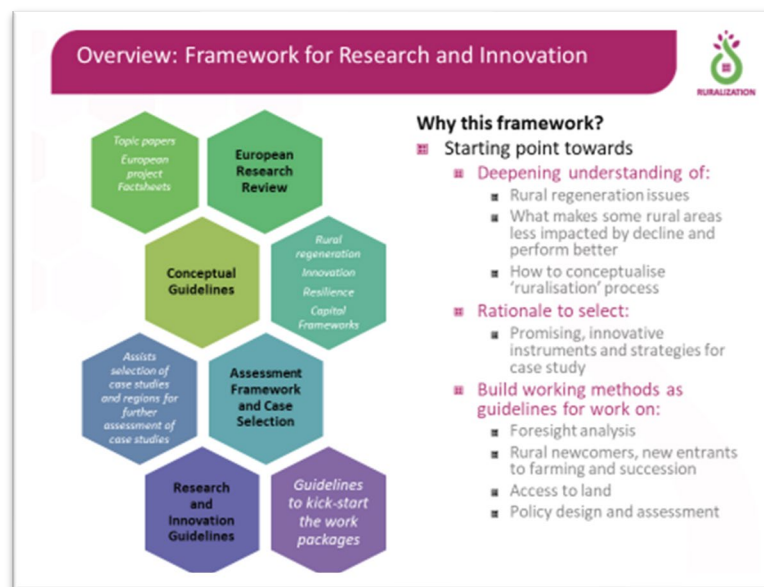 Overview: Framework for Research and Innovation
RURALIZATION
Topic papers
European
project
Factsheets
European
Research
Review
Conceptual
Guidelines
Rural
regeneration
Innovation
Resilience
Capital
Frameworks
Assists
selection of
case studies
and regions for
further
assessment of
case studies
Assessment
Framework
and Case
Selection
Research
and
Innovation
Guidelines
Guidelines
to kick-start
the work
packages
Why this framework?
Starting point towards
Deepening understanding of:
Rural regeneration issues
What makes some rural areas
less impacted by decline and
perform better
How to conceptualise
‘ruralisation’ process
Rationale to select:
Promising, innovative
instruments and strategies for
case study
Build working methods as
guidelines for work on:
Foresight analysis
Rural newcomers, new entrants
to farming and succession
Access to land
Policy design and assessment